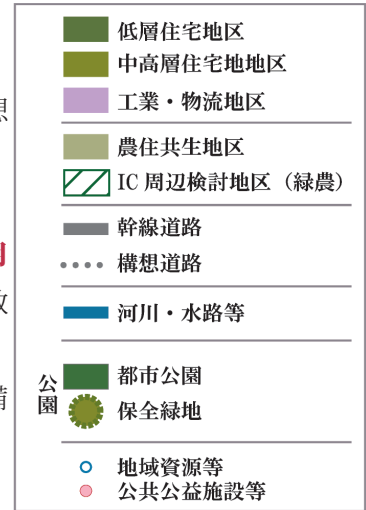 低層住宅地区
中高層住宅地地区
工業・物流地区
農住共生地区
IC 周辺検討地区（緑農）
幹線道路
構想道路
河川・水路等
公園
都市公園
保全緑地
地域資源等
公共公益施設等